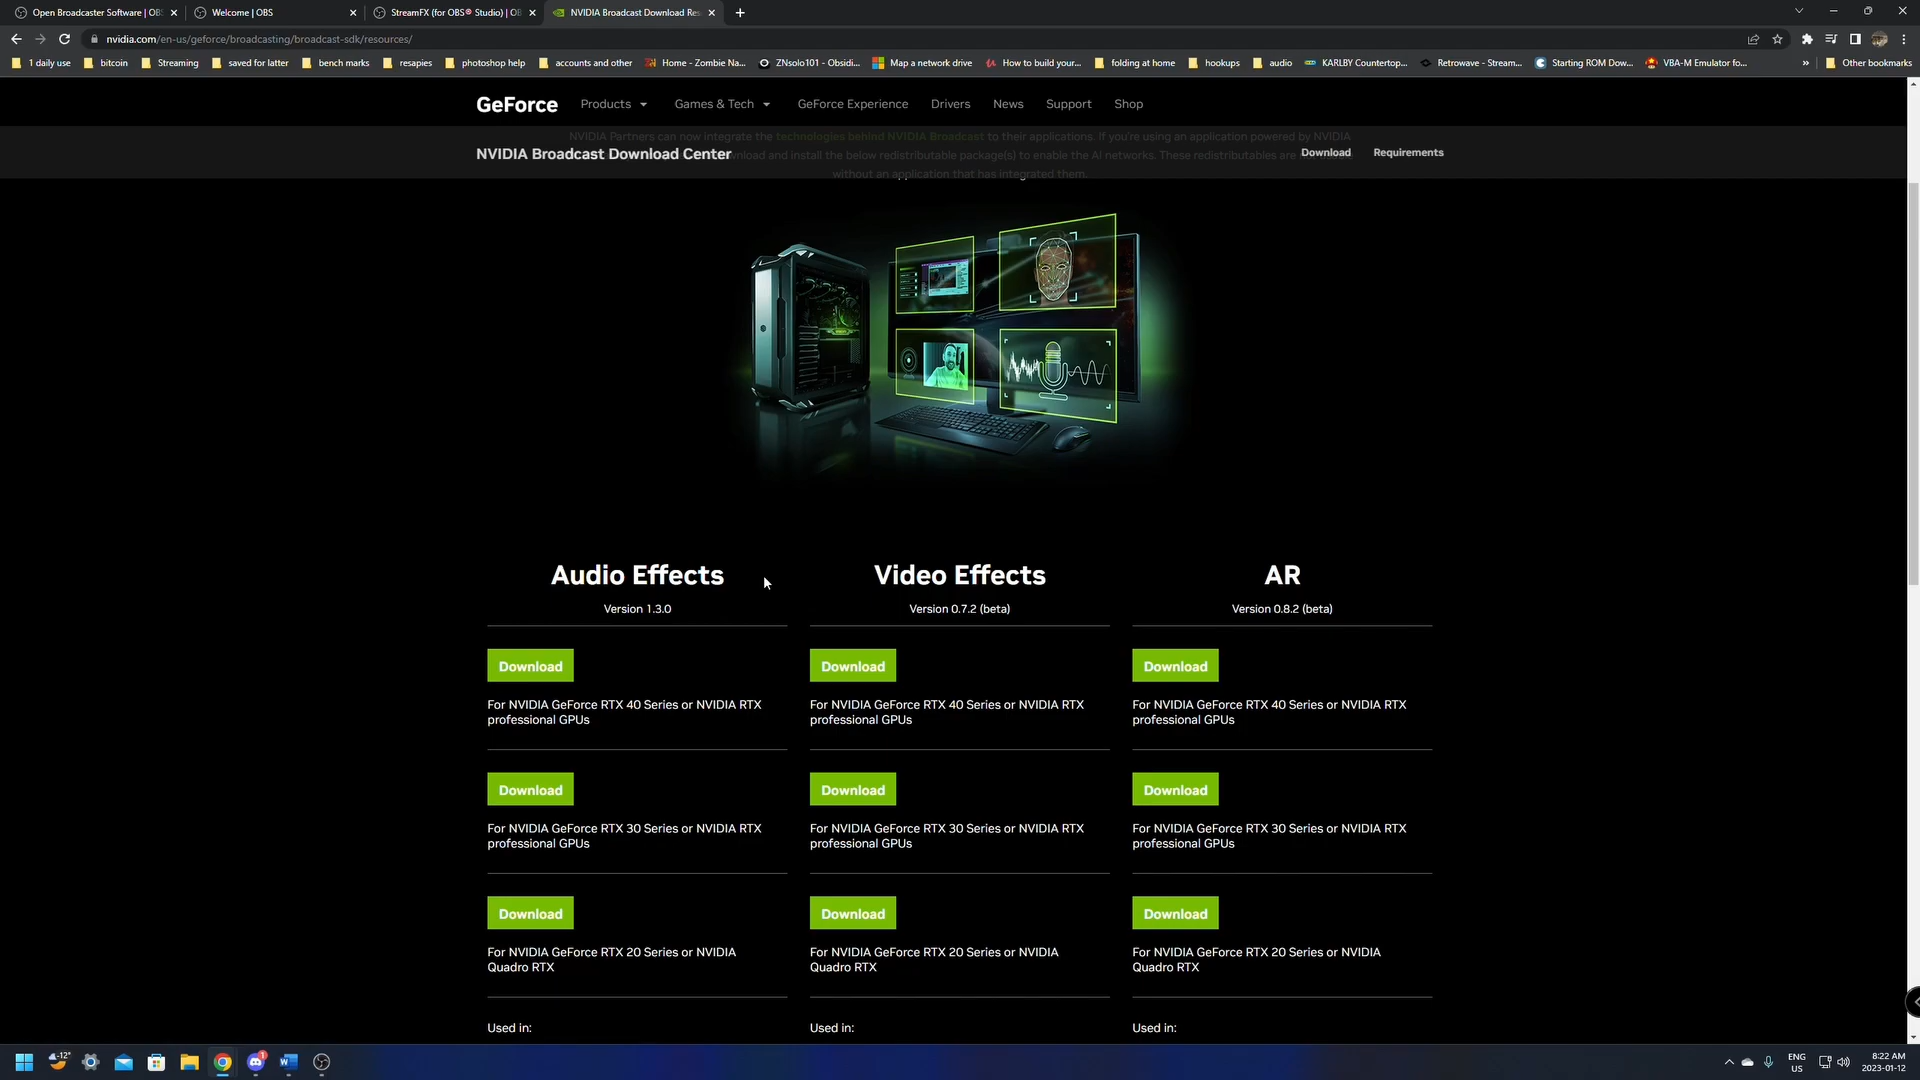 Open Broadcaster Software | OBS
Welcome | OBS
StreamFX (for OBS® Studio) | OB
NVIDIA Broadcast Download Res
nvidia.com/en-us/geforce/broadcasting/broadcast-sdk/resources/
1 daily use
bitcoin
Streaming
saved for latter
bench marks
resapies
photoshop help
accounts and other
Home - Zombie Na...
ZNsolo101 - Obsidi...
Map a network drive
How to build your...
folding at home
hookups
audio
KARLBY Countertop...
Retrowave - Stream...
Starting ROM Dow...
VBA-M Emulator fo...
»
Other bookmarks
GeForce
Products
Games & Tech
GeForce Experience
Drivers
News
Support
Shop
NVIDIA Partners can now integrate the technologies behind NVIDIA Broadcast to their applications. If you're using an application powered by NVIDIA
NVIDIA Broadcast Download Center
wnload and install the below redistributable package(s) to enable the AI networks. These redistributables are
Download
Requirements
without an application that has integrated them.
Audio Effects
Version 1.3.0
Download
For NVIDIA GeForce RTX 40 Series or NVIDIA RTX
professional GPUs
Download
For NVIDIA GeForce RTX 30 Series or NVIDIA RTX
professional GPUs
Download
For NVIDIA GeForce RTX 20 Series or NVIDIA
Quadro RTX
Used in:
Video Effects
Version 0.7.2 (beta)
Download
For NVIDIA GeForce RTX 40 Series or NVIDIA RTX
professional GPUs
Download
For NVIDIA GeForce RTX 30 Series or NVIDIA RTX
professional GPUs
Download
For NVIDIA GeForce RTX 20 Series or NVIDIA
Quadro RTX
Used in:
AR
Version 0.8.2 (beta)
Download
For NVIDIA GeForce RTX 40 Series or NVIDIA RTX
professional GPUs
Download
For NVIDIA GeForce RTX 30 Series or NVIDIA RTX
professional GPUs
Download
For NVIDIA GeForce RTX 20 Series or NVIDIA
Quadro RTX
Used in:
-12°
1
ENG
US
8:22 AM
2023-01-12